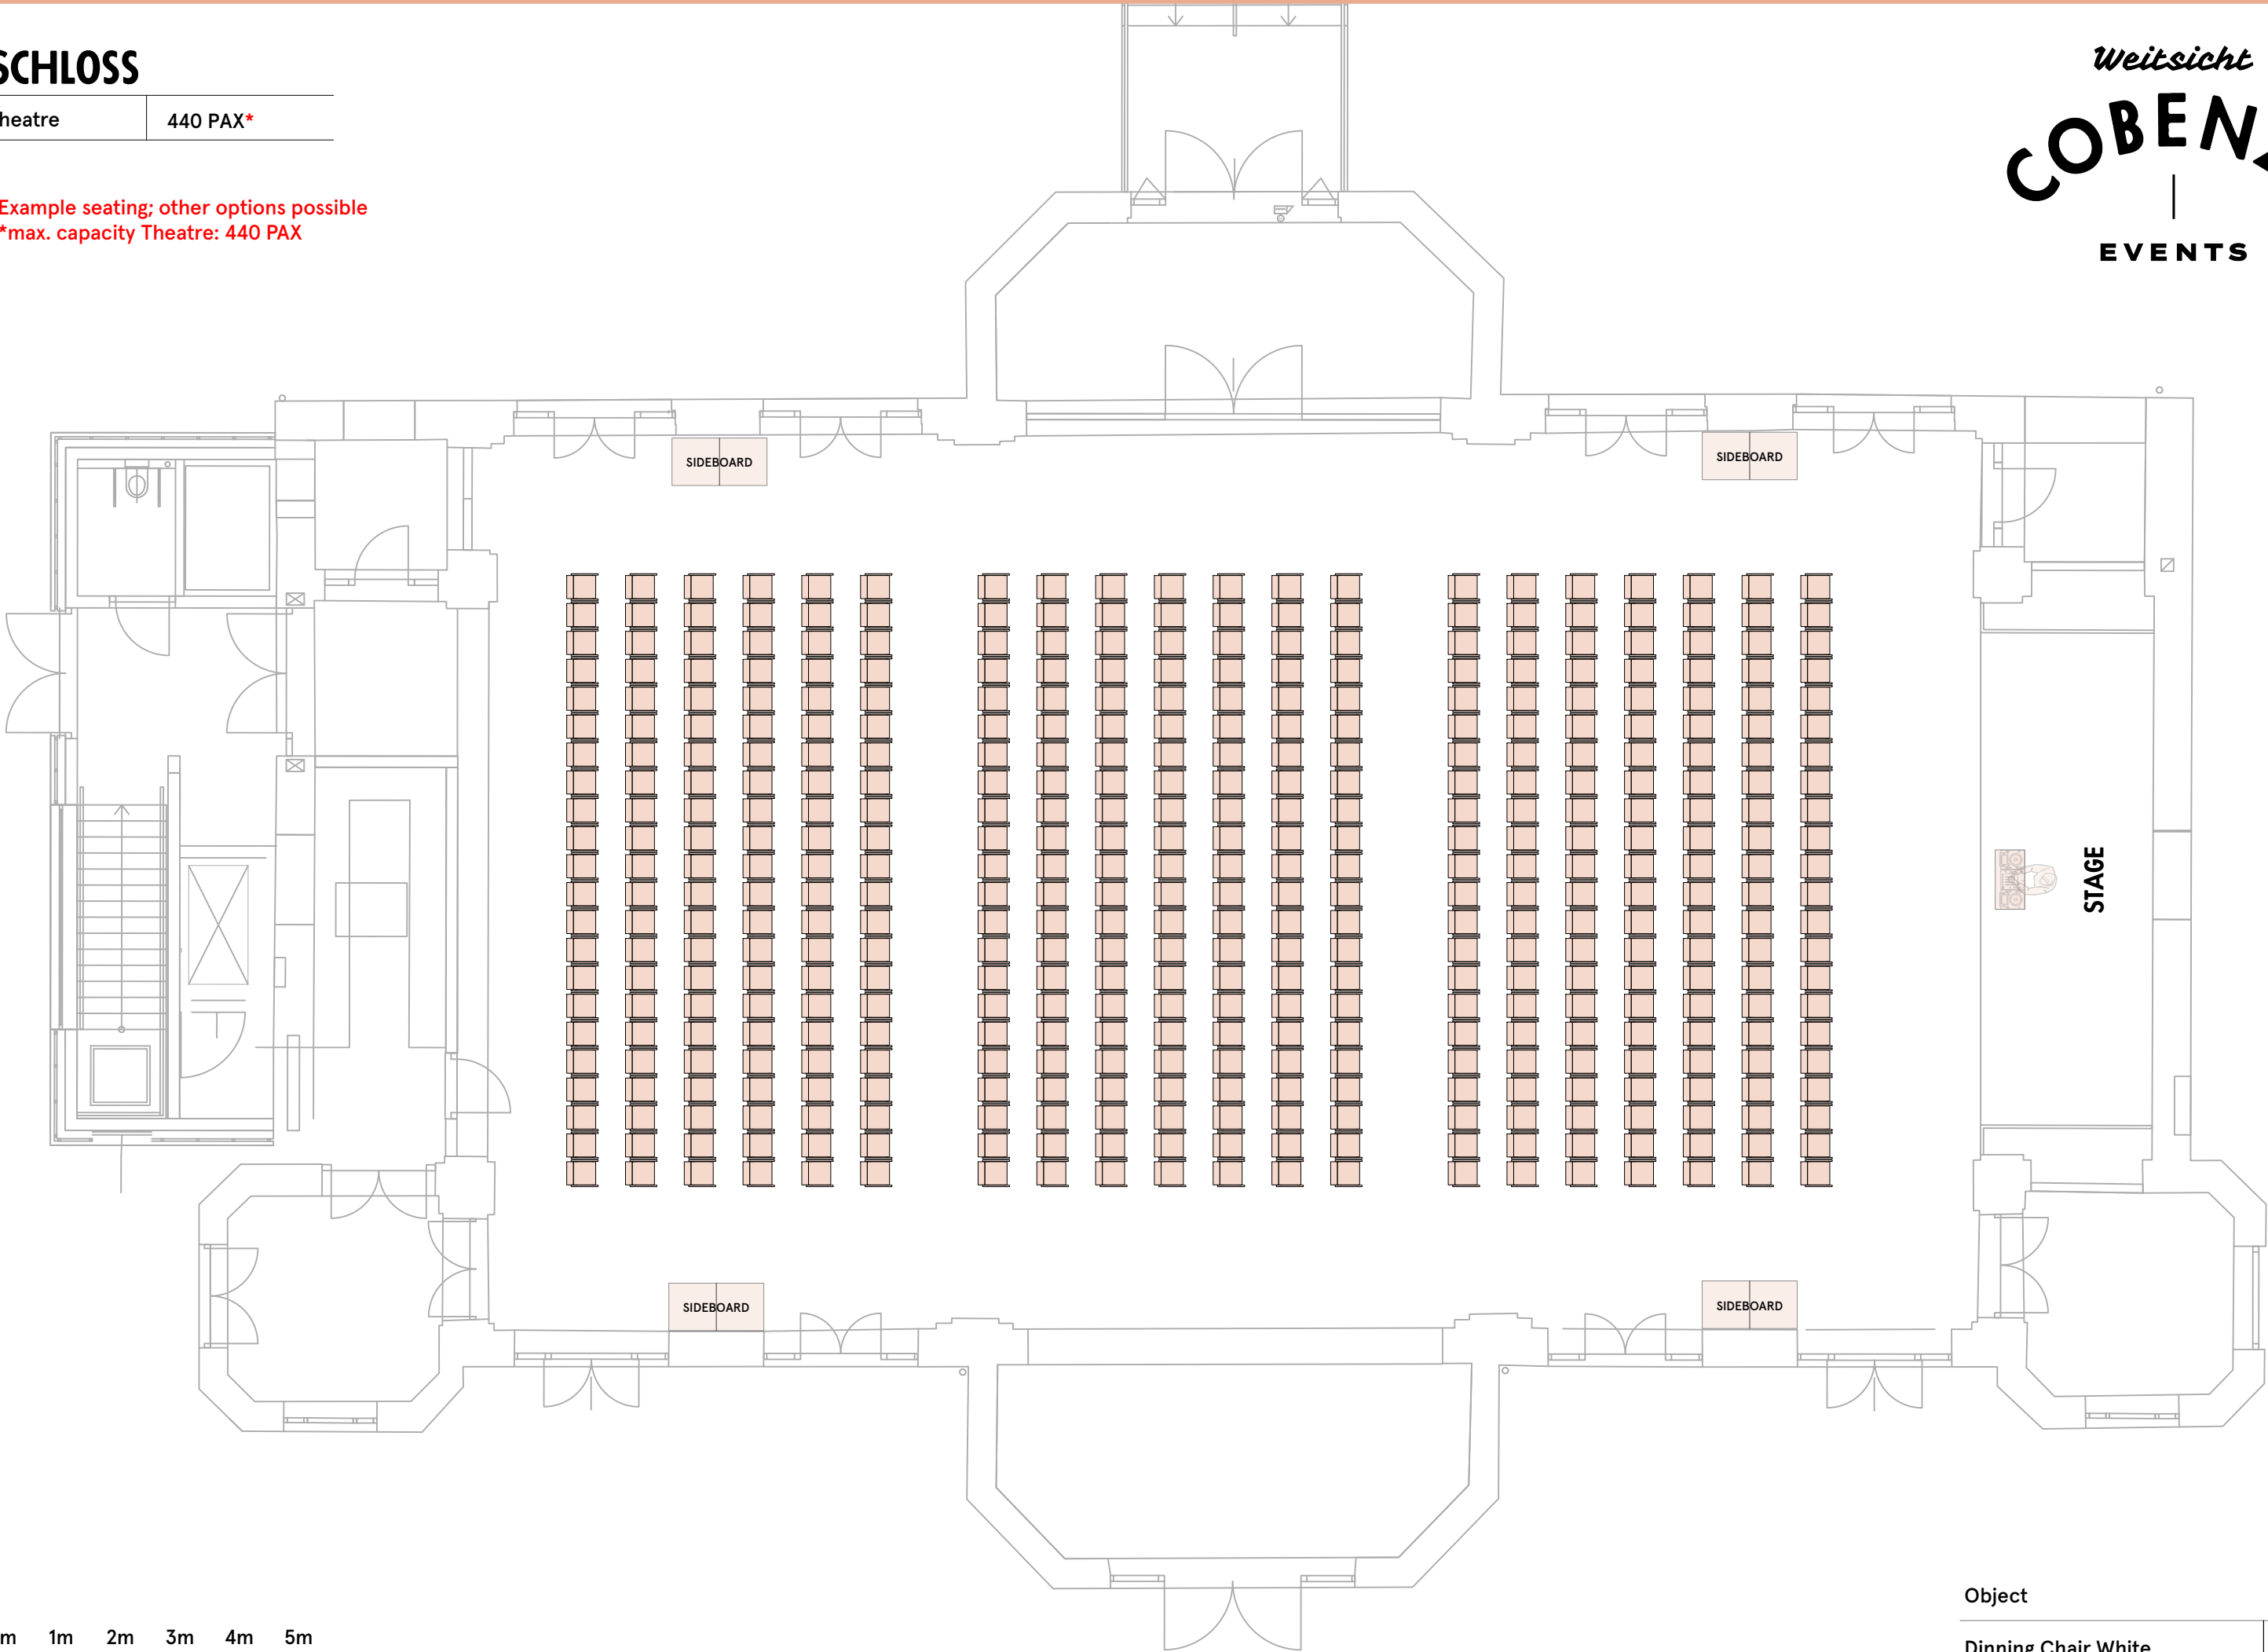 SCHLOSS
heatre 440 PAX*
Example seating; other options possible
*max. capacity Theatre: 440 PAX
Weitsicht
COBEN
EVENTS
SIDEBOARD SIDEBOARD
STAGE
SIDEBOARD SIDEBOARD
Object
Dinning Chair White
m 1m 2m 3m 4m 5m